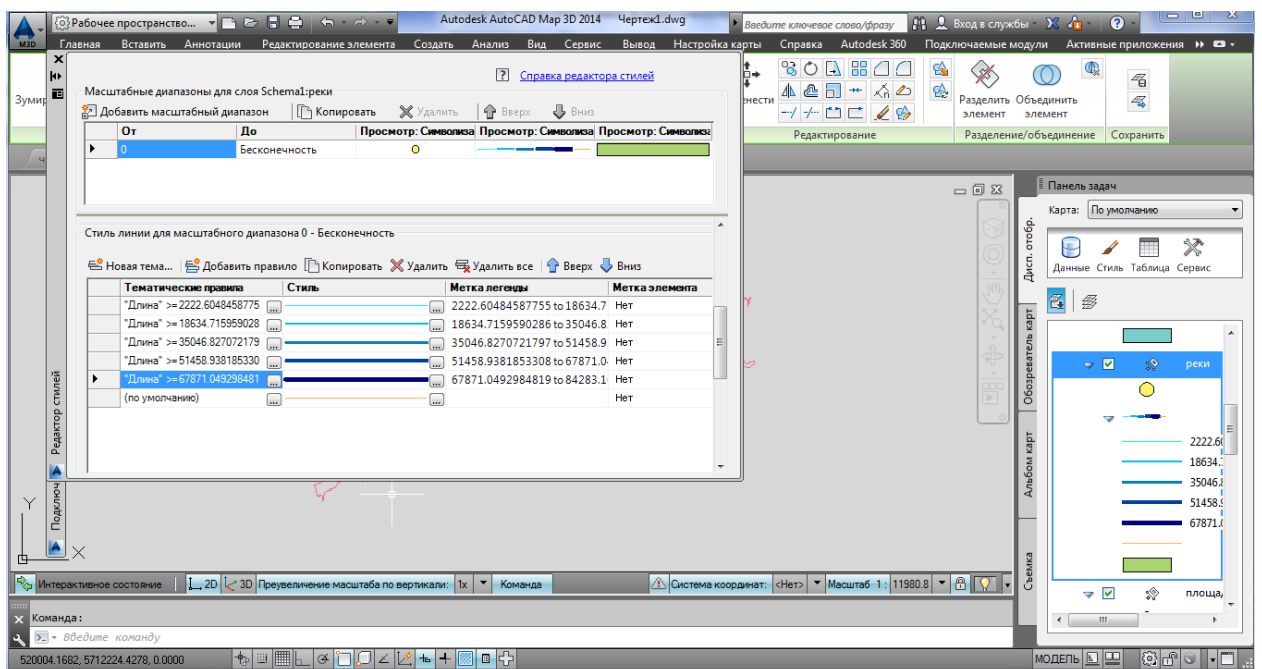 Рабочее пространство...
Autodesk AutoCAD Map 3D 2014 Чертеж1.dwg
Введите ключевое слово/фразу
Вход в службы
M3D
Главная Вставить Аннотации Редактирование элемента Создать Анализ Вид Сервис Вывод Настройка карты Справка Autodesk 360 Подключаемые модули Активные приложения
Справка редактора стилей
Масштабные диапазоны для слоя Schema1:реки
Добавить масштабный диапазон Копировать Удалить Вверх Вниз
От До Просмотр: Символиза Просмотр: Символиза Просмотр: Символиза
0 Бесконечность
Разделить элемент
Объединить элемент
Редактирование Разделение/объединение Сохранить
Стиль линии для масштабного диапазона 0 - Бесконечность
Новая тема... Добавить правило Копировать Удалить Удалить все Вверх Вниз
Тематические правила Стиль Метка легенды Метка элемента
"Длина" >=2222.6048458775 ... ... 2222.60484587755 to 18634.7 Нет
"Длина" >=18634.715959028 ... ... 18634.7159590286 to 35046.8 Нет
"Длина" >=35046.827072179 ... ... 35046.8270721797 to 51458.9 Нет
"Длина" >=51458.938185330 ... ... 51458.9381853308 to 67871.0 Нет
"Длина" >=67871.049298481 ... ... 67871.0492984819 to 84283.1 Нет
(по умолчанию) ... ... Нет
Редактор стилей
Подключ
Панель задач
Карта: По умолчанию
Данные Стиль Таблица Сервис
Дисп. отобр.
Обозреватель карт
Альбом карт
Съемка
реки
2222.60
18634.
35046.8
51458.9
67871.0
площа
Y
X
Интерактивное состояние 2D 3D Преувеличение масштаба по вертикали: 1x Команда Система координат: <Нет> Масштаб 1 : 11980.8
Команда:
Введите команду
520004.1682, 5712224.4278, 0.0000
МОДЕЛЬ